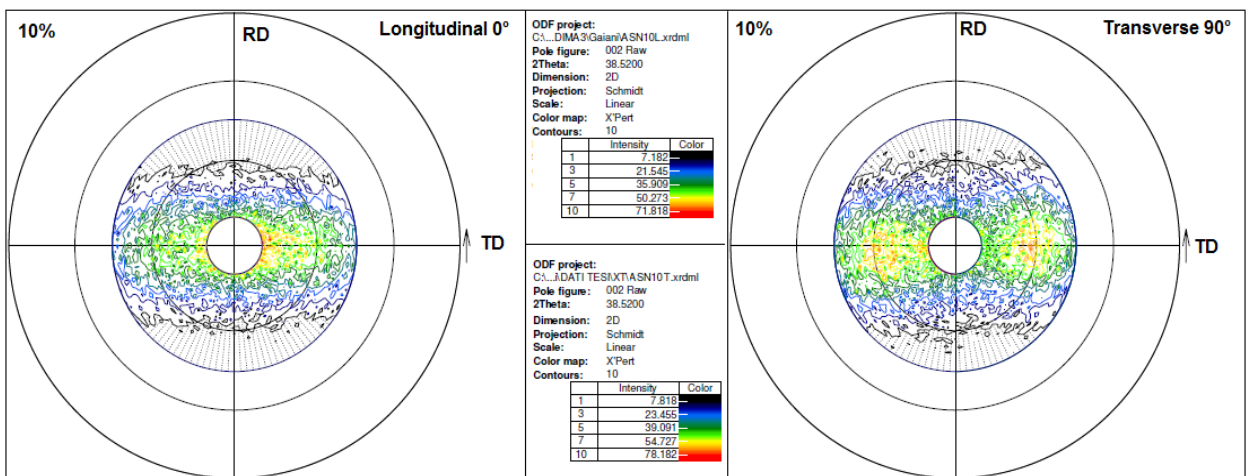 10%
RD
Longitudinal 0º
TD
ODF project:
C:\...DIMA3\Gaiani\ASN10L.xrdml
Pole figure: 002 Raw
2Theta: 38.5200
Dimension: 2D
Projection: Schmidt
Scale: Linear
Color map: X'Pert
Contours: 10
Intensity Color
1 7.182
3 21.545
5 35.909
7 50.273
10 71.818
ODF project:
C:\...\DATI TESI\XT\ASN10T.xrdml
Pole figure: 002 Raw
2Theta: 38.5200
Dimension: 2D
Projection: Schmidt
Scale: Linear
Color map: X'Pert
Contours: 10
Intensity Color
1 7.818
3 23.455
5 39.091
7 54.727
10 78.182
10%
RD
Transverse 90º
TD